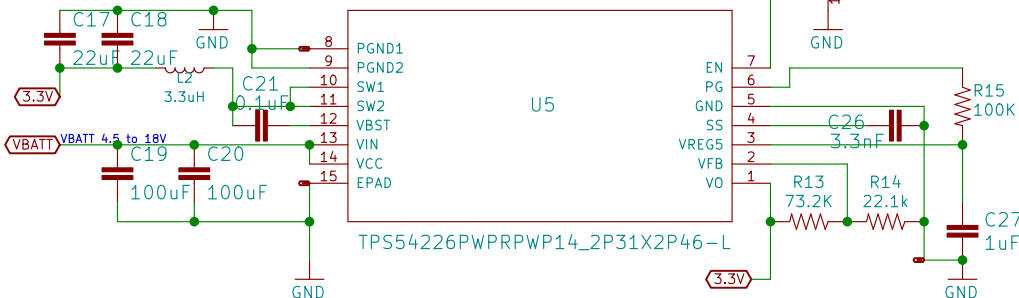 C17 C18
22uF 22uF
GND
L2
3.3uH
3.3V
C21
0.1uF
VBATT
VBATT 4.5 to 18V
C19 C20
100uF 100uF
GND
8 PGND1
9 PGND2
10 SW1
11 SW2
12 VBST
13 VIN
14 VCC
15 EPAD
U5
EN 7
PG 6
GND 5
SS 4
VREG5 3
VFB 2
VO 1
TPS54226PWPRPWP14_2P31X2P46-L
GND
R15
100K
C26
3.3nF
R13 R14
73.2K 22.1k
C27
1uF
3.3V
GND